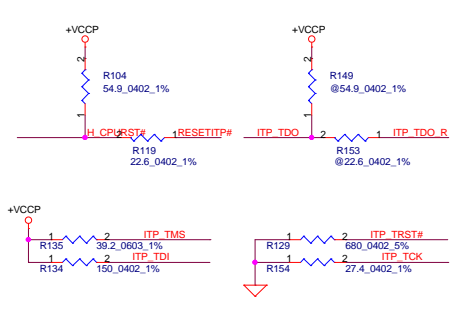 +VCCP +VCCP
2 2
R104 R149
54.9_0402_1% @54.9_0402_1%
1 1
H_CPURST# 2 1 RESETITP# ITP_TDO 2 1 ITP_TDO_R
R119 R153
22.6_0402_1% @22.6_0402_1%
+VCCP
1 2 ITP_TMS 1 2 ITP_TRST#
R135 39.2_0603_1% R129 680_0402_5%
1 2 ITP_TDI 1 2 ITP_TCK
R134 150_0402_1% R154 27.4_0402_1%